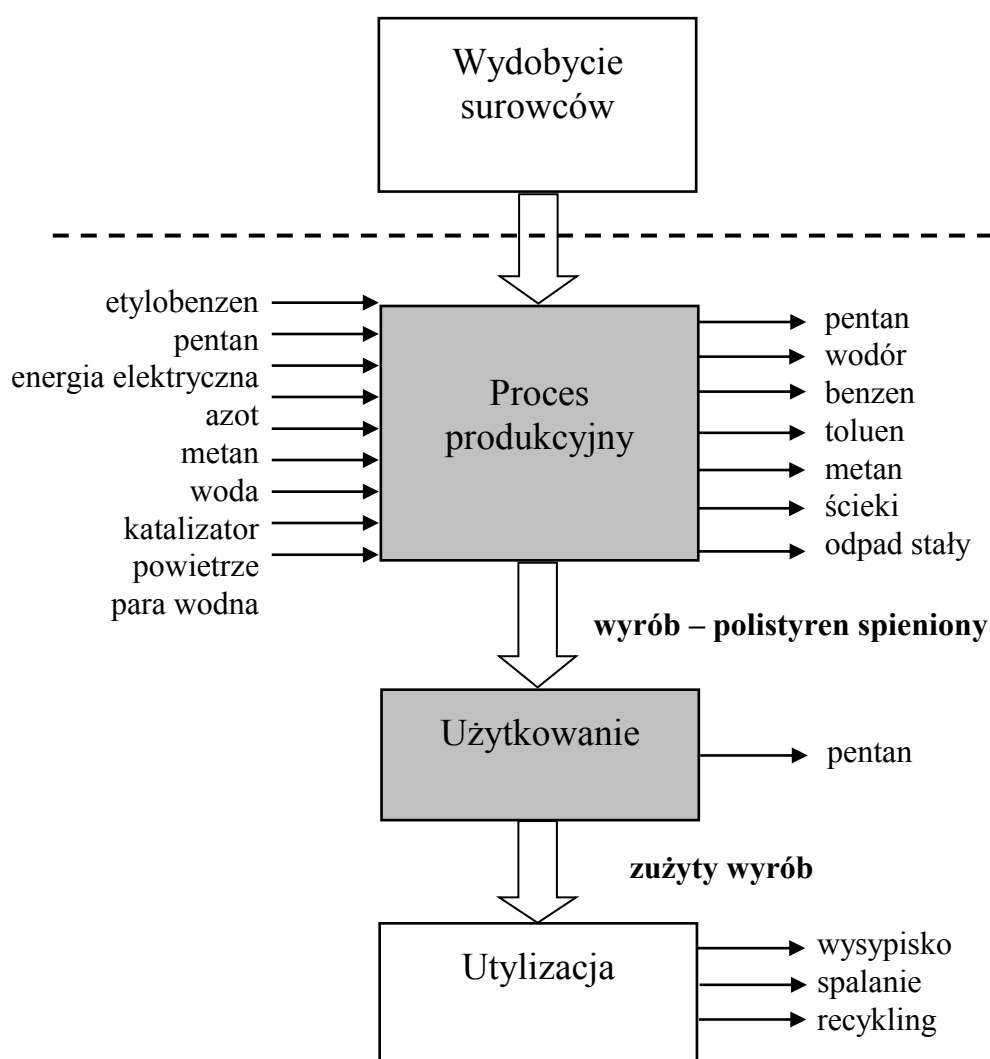 Wydobycie
surowców
etylobenzen
pentan
energia elektryczna
azot
metan
woda
katalizator
powietrze
para wodna
Proces
produkcyjny
pentan
wodór
benzen
toluen
metan
ścieki
odpad stały
wyrób – polistyren spieniony
Użytkowanie
pentan
zużyty wyrób
Utylizacja
wysypisko
spalanie
recykling